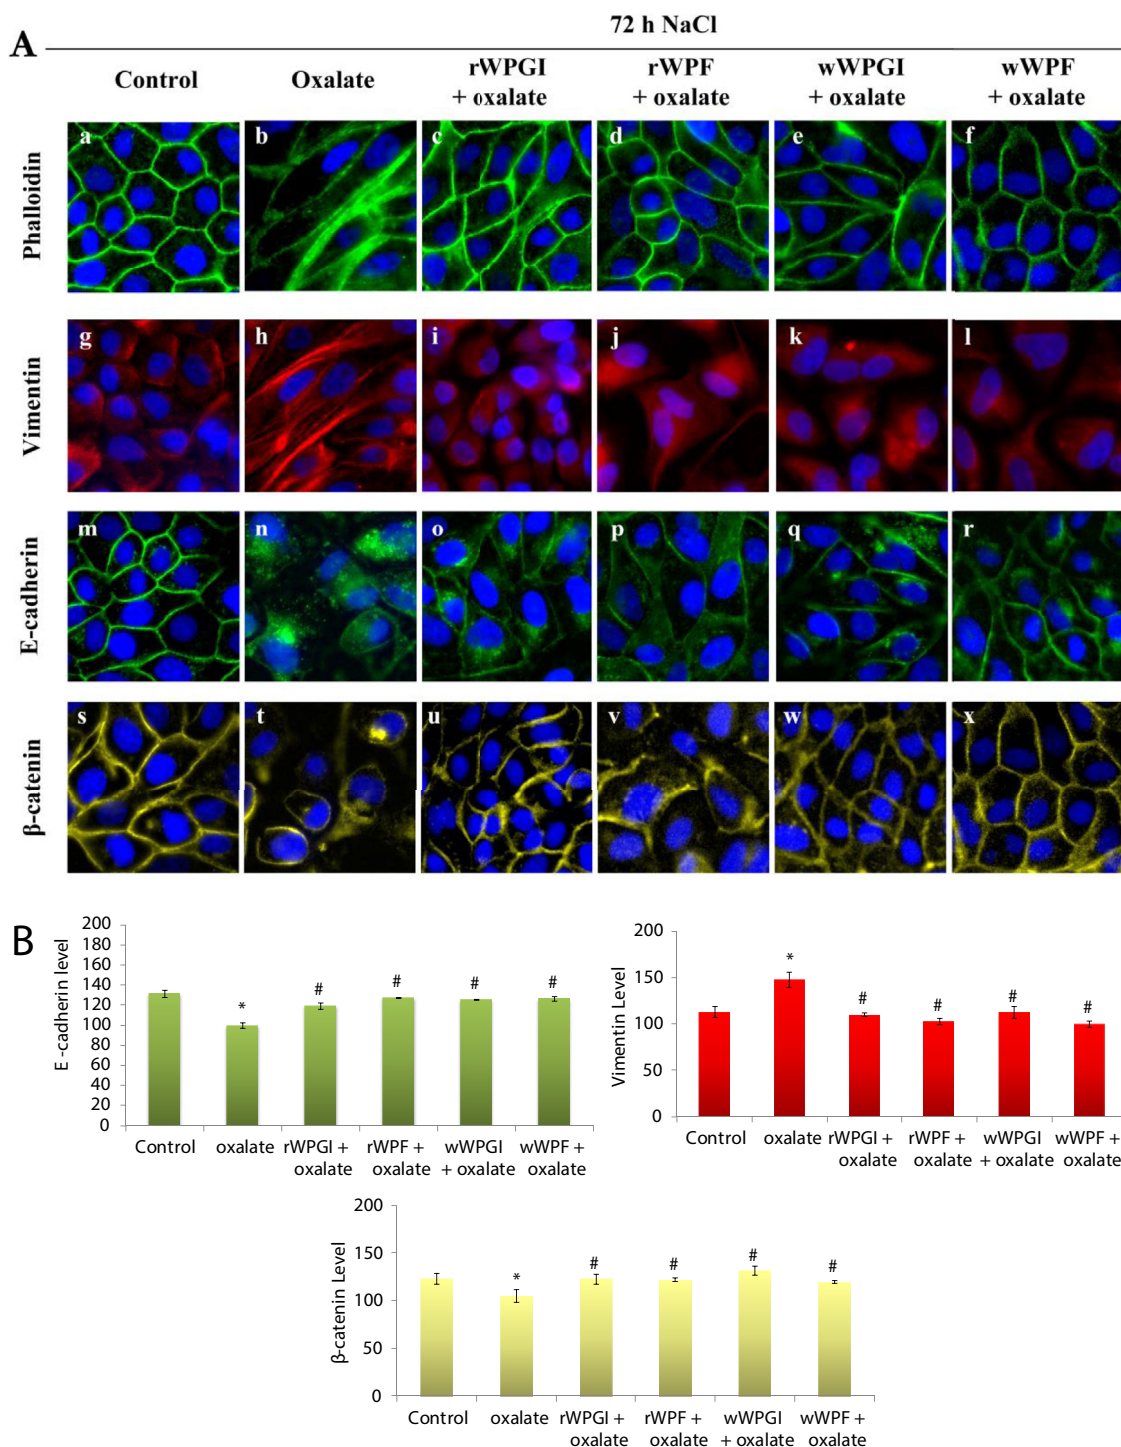 A
72 h NaCl
Control
Oxalate
rWPGI
+ oxalate
rWPF
+ oxalate
wWPGI
+ oxalate
wWPF
+ oxalate
Phalloidin
a
b
c
d
e
f
Vimentin
g
h
i
j
k
l
E-cadherin
m
n
o
p
q
r
β-catenin
s
t
u
v
w
x
B
E -cadherin level
200
180
160
140
120
100
80
60
40
20
0
*
#
#
#
#
Control
oxalate
rWPGI +
oxalate
rWPF +
oxalate
wWPGI
+ oxalate
wWPF +
oxalate
Vimentin Level
200
150
100
50
0
*
#
#
#
#
Control
oxalate
rWPGI +
oxalate
rWPF +
oxalate
wWPGI
+ oxalate
wWPF +
oxalate
β-catenin Level
200
150
100
50
0
*
#
#
#
#
Control
oxalate
rWPGI +
oxalate
rWPF +
oxalate
wWPGI
+ oxalate
wWPF +
oxalate